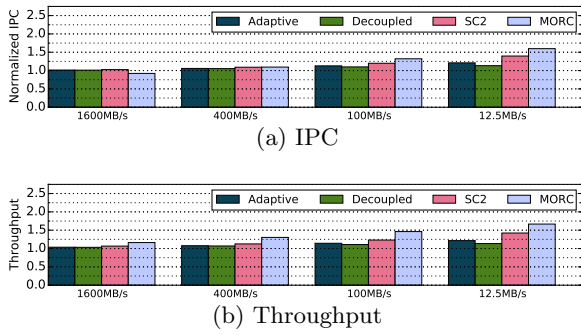 Normalized IPC
2.5
2.0
1.5
1.0
0.5
0.0
Adaptive Decoupled SC2 MORC
1600MB/s 400MB/s 100MB/s 12.5MB/s
(a) IPC
Throughput
2.5
2.0
1.5
1.0
0.5
0.0
Adaptive Decoupled SC2 MORC
1600MB/s 400MB/s 100MB/s 12.5MB/s
(b) Throughput